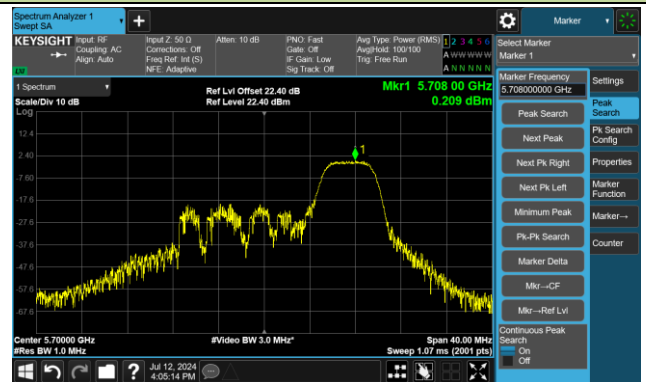 Spectrum Analyzer 1
Swept SA
+
Marker
KEYSIGHT Input: RF Input Z: 50 Ω Atten: 10 dB PNO: Fast Avg Type: Power (RMS) 1 2 3 4 5 6
Coupling: AC Corrections: Off Gate: Off Avg|Hold: 100/100 A W W W W W
Align: Auto Freq Ref: Int (S) IF Gain: Low Trig: Free Run
NFE: Adaptive Sig Track: Off A N N N N N
Select Marker
Marker 1
1 Spectrum
Ref Lvl Offset 22.40 dB
Mkr1 5.708 00 GHz
Scale/Div 10 dB
Ref Level 22.40 dBm
0.209 dBm
Log
12.4
2.40
-7.60
-17.6
-27.6
-37.6
-47.6
-57.6
-67.6
1
Center 5.70000 GHz
#Video BW 3.0 MHz*
Span 40.00 MHz
#Res BW 1.0 MHz
Sweep 1.07 ms (2001 pts)
Marker Frequency
5.708000000 GHz
Peak Search
Next Peak
Next Pk Right
Next Pk Left
Minimum Peak
Pk-Pk Search
Marker Delta
Mkr→CF
Mkr→Ref Lvl
Continuous Peak
Search
On
Off
Settings
Peak
Search
Pk Search
Config
Properties
Marker
Function
Marker→
Counter
?
Jul 12, 2024
4:05:14 PM